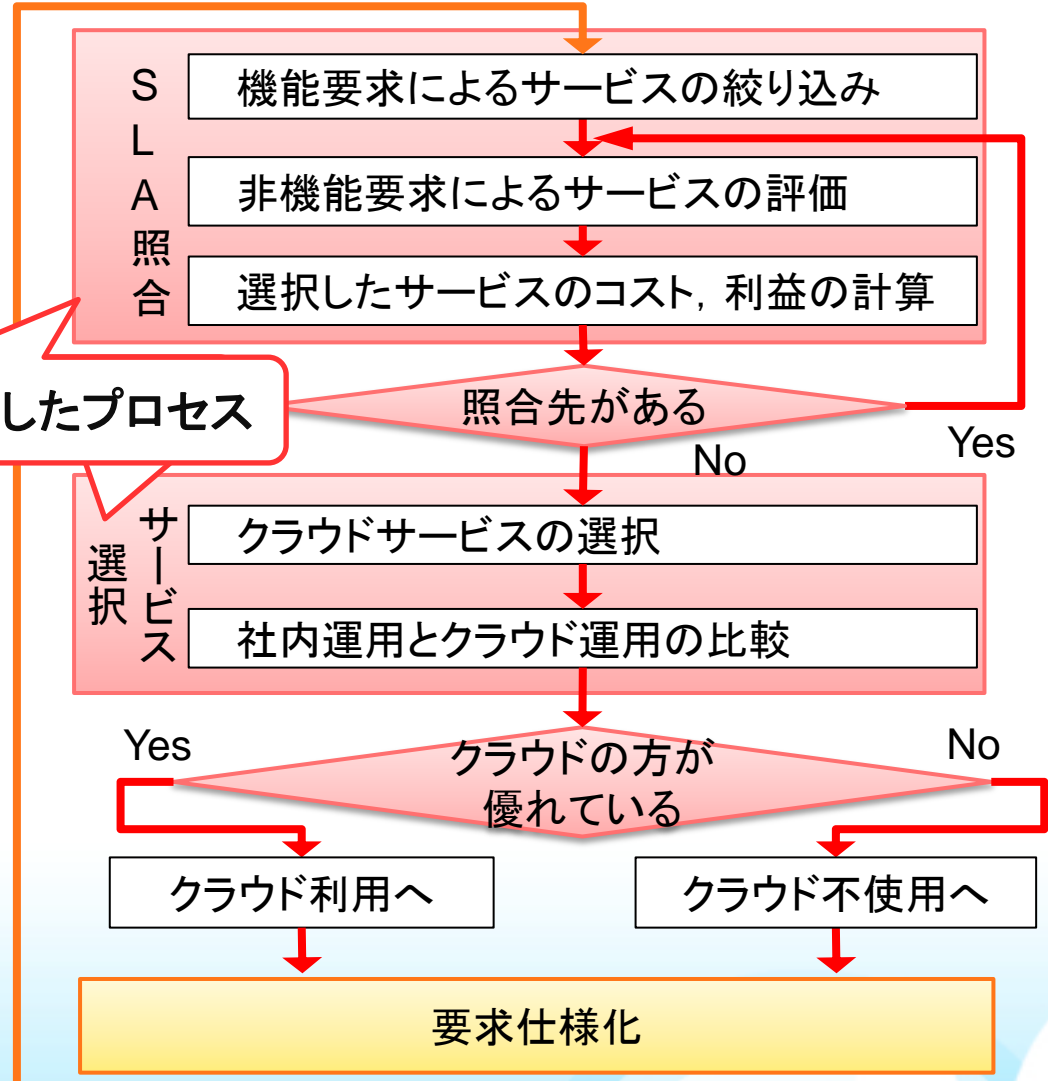 SLA照合
機能要求によるサービスの絞り込み
非機能要求によるサービスの評価
選択したサービスのコスト，利益の計算
したプロセス
照合先がある
Yes
No
サービス
選択
クラウドサービスの選択
社内運用とクラウド運用の比較
Yes
クラウドの方が
優れている
No
クラウド利用へ
クラウド不使用へ
要求仕様化